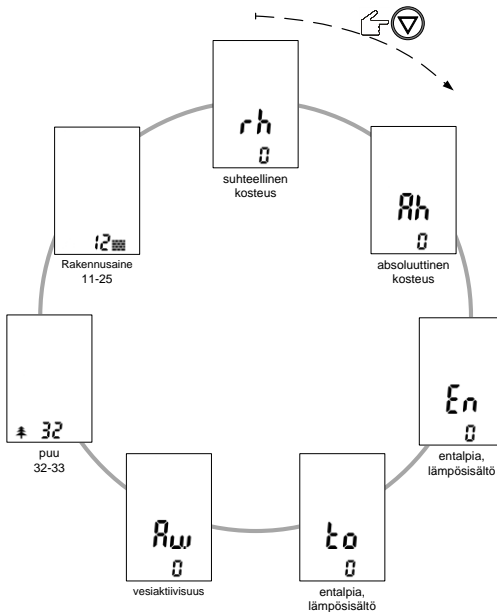 rh
0
suhteellinen
kosteus
Ah
0
absoluuttinen
kosteus
En
0
entalpia,
lämpösisältö
to
0
entalpia,
lämpösisältö
Aw
0
vesiaktiivisuus
32
puu
32-33
12
Rakennusaine
11-25